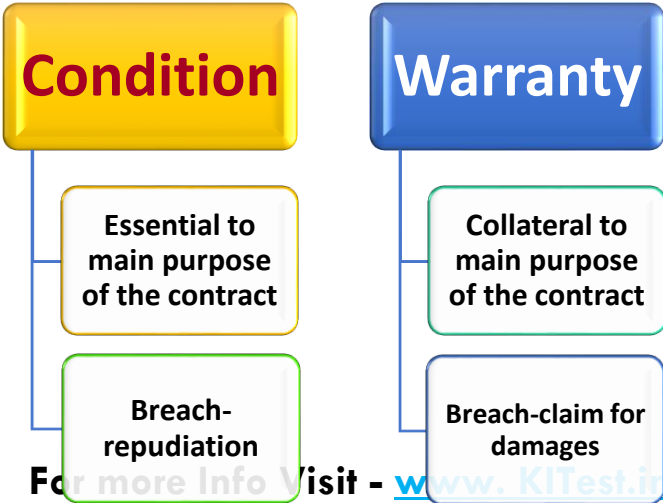 Condition
Essential to
main purpose
of the contract
Breach-
repudiation
Warranty
Collateral to
main purpose
of the contract
Breach-claim for
damages
For more Info Visit - www. KITest.in